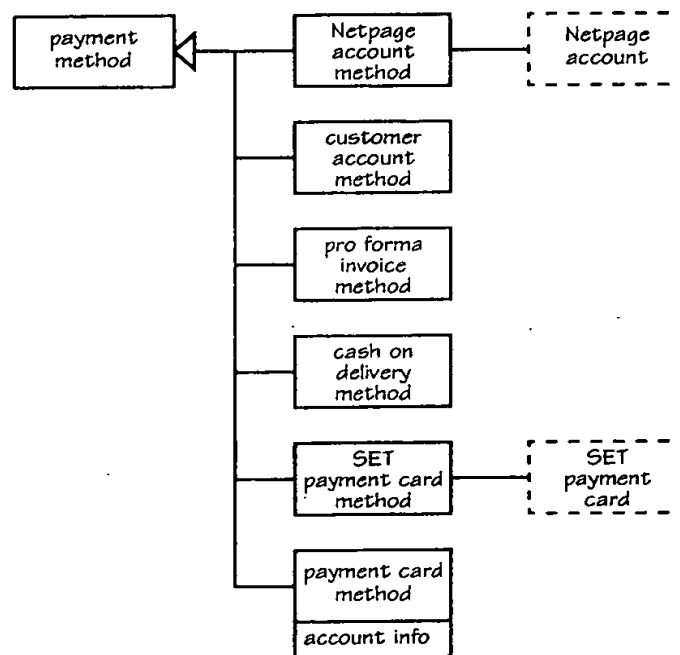 payment
method
Netpage
account
method
Netpage
account
customer
account
method
pro forma
invoice
method
cash on
delivery
method
SET
payment card
method
SET
payment
card
payment card
method
account info